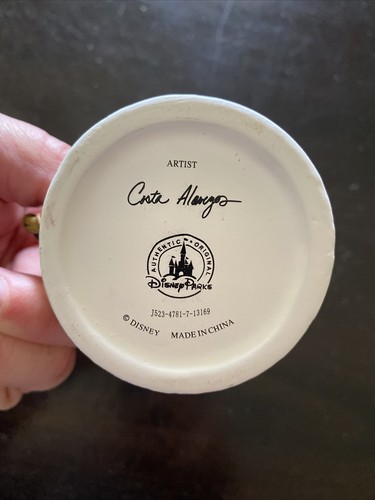 ARTIST
Costa Alavezos
AUTHENTIC • ORIGINAL
Disney Parks
J523-4781-7-13169
© DISNEY MADE IN CHINA